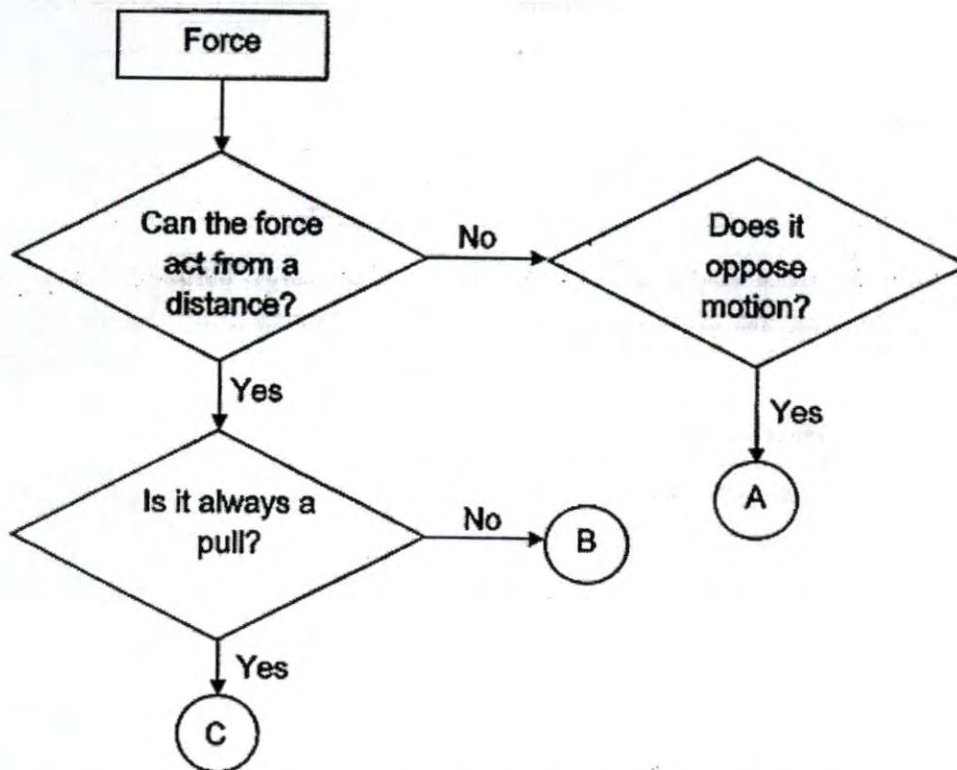 Force
Can the force
act from a
distance?
No
Does it
oppose
motion?
Yes
Yes
A
Is it always a
pull?
No
B
Yes
C